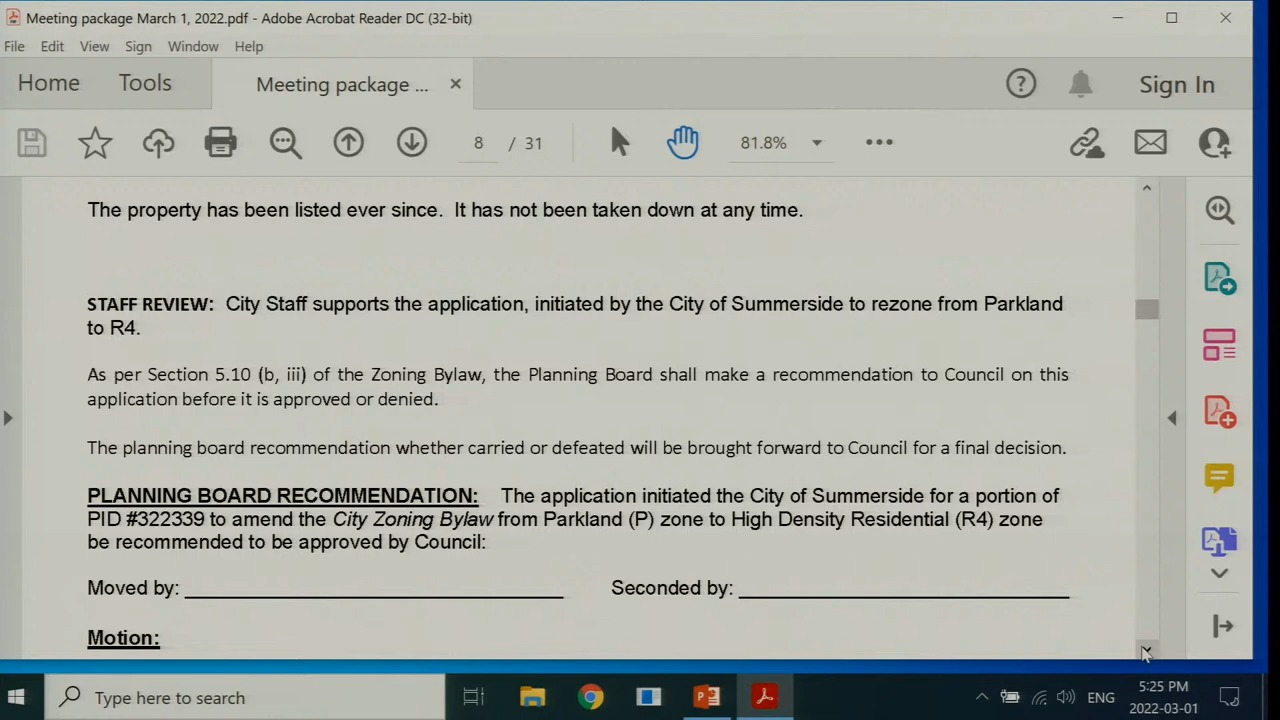 Meeting package March 1, 2022.pdf - Adobe Acrobat Reader DC (32-bit)
File Edit View Sign Window Help
Home Tools Meeting package ... Sign In
8 / 31 81.8%
The property has been listed ever since. It has not been taken down at any time.
STAFF REVIEW: City Staff supports the application, initiated by the City of Summerside to rezone from Parkland
to R4.
As per Section 5.10 (b, iii) of the Zoning Bylaw, the Planning Board shall make a recommendation to Council on this
application before it is approved or denied.
The planning board recommendation whether carried or defeated will be brought forward to Council for a final decision.
PLANNING BOARD RECOMMENDATION: The application initiated the City of Summerside for a portion of
PID #322339 to amend the City Zoning Bylaw from Parkland (P) zone to High Density Residential (R4) zone
be recommended to be approved by Council:
Moved by: Seconded by:
Motion:
Type here to search
ENG
5:25 PM
2022-03-01